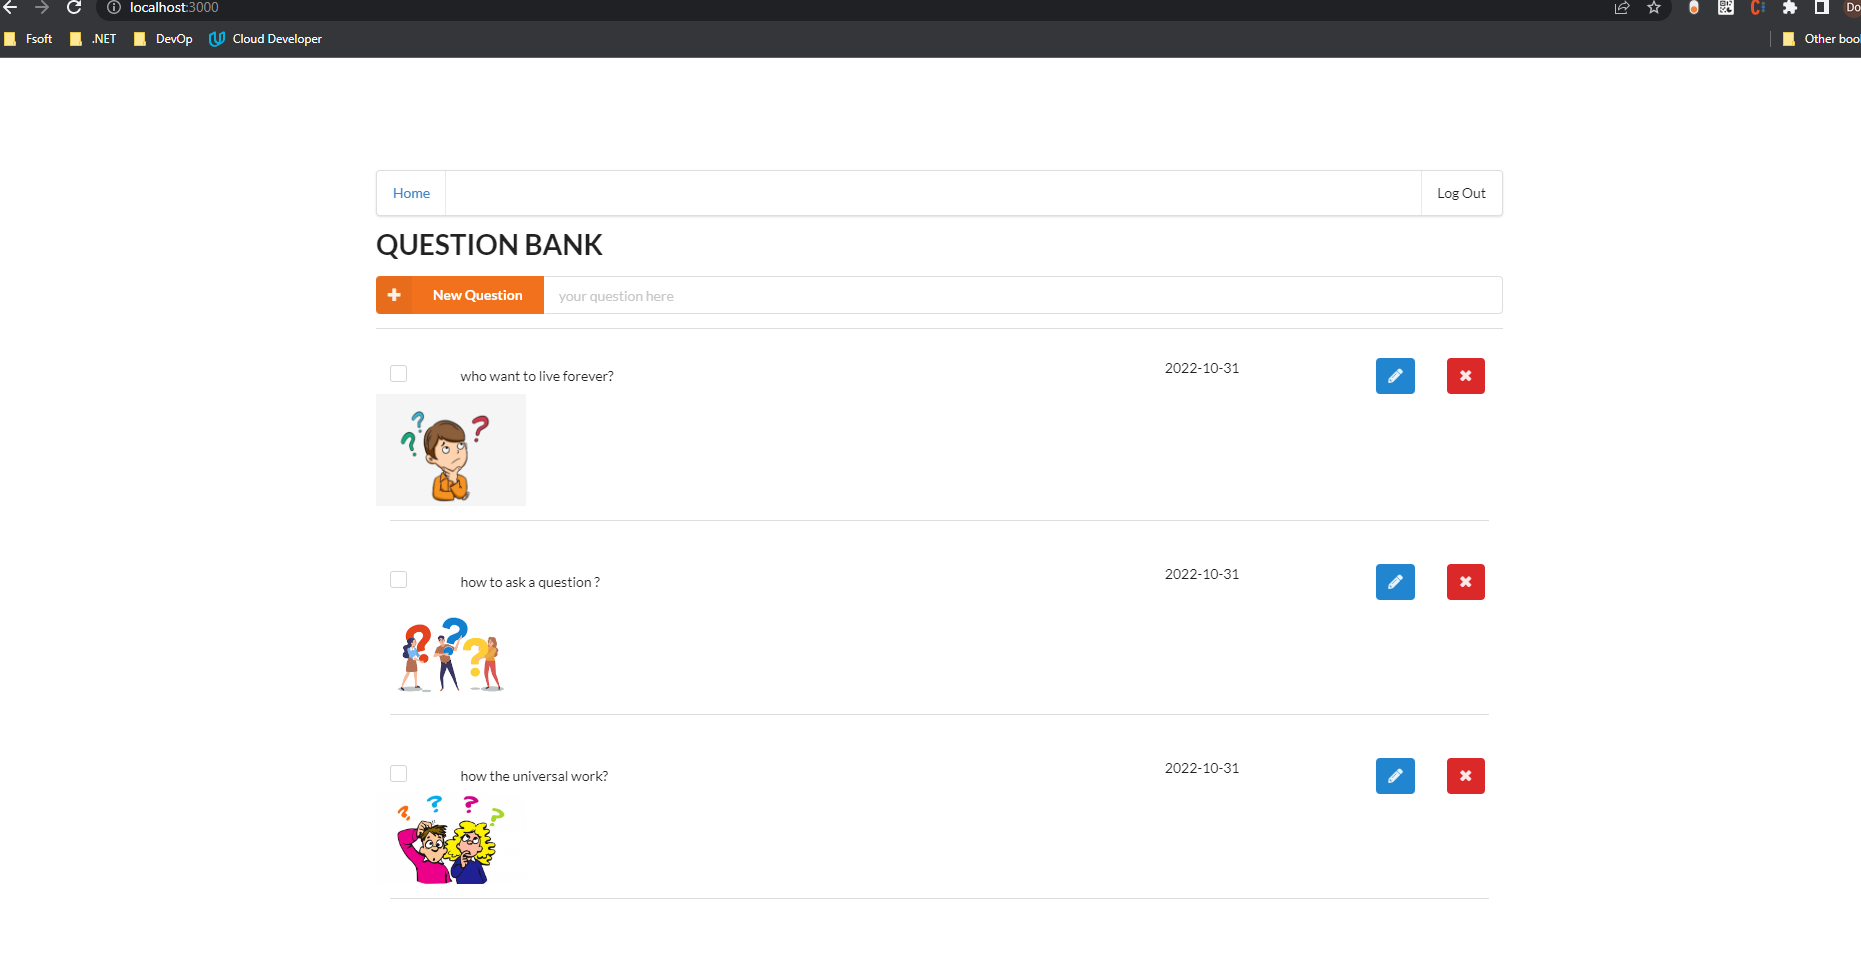 localhost:3000
Do
Fsoft .NET DevOp Cloud Developer Other boo
Home Log Out
QUESTION BANK
New Question your question here
who want to live forever? 2022-10-31
how to ask a question ? 2022-10-31
how the universal work? 2022-10-31